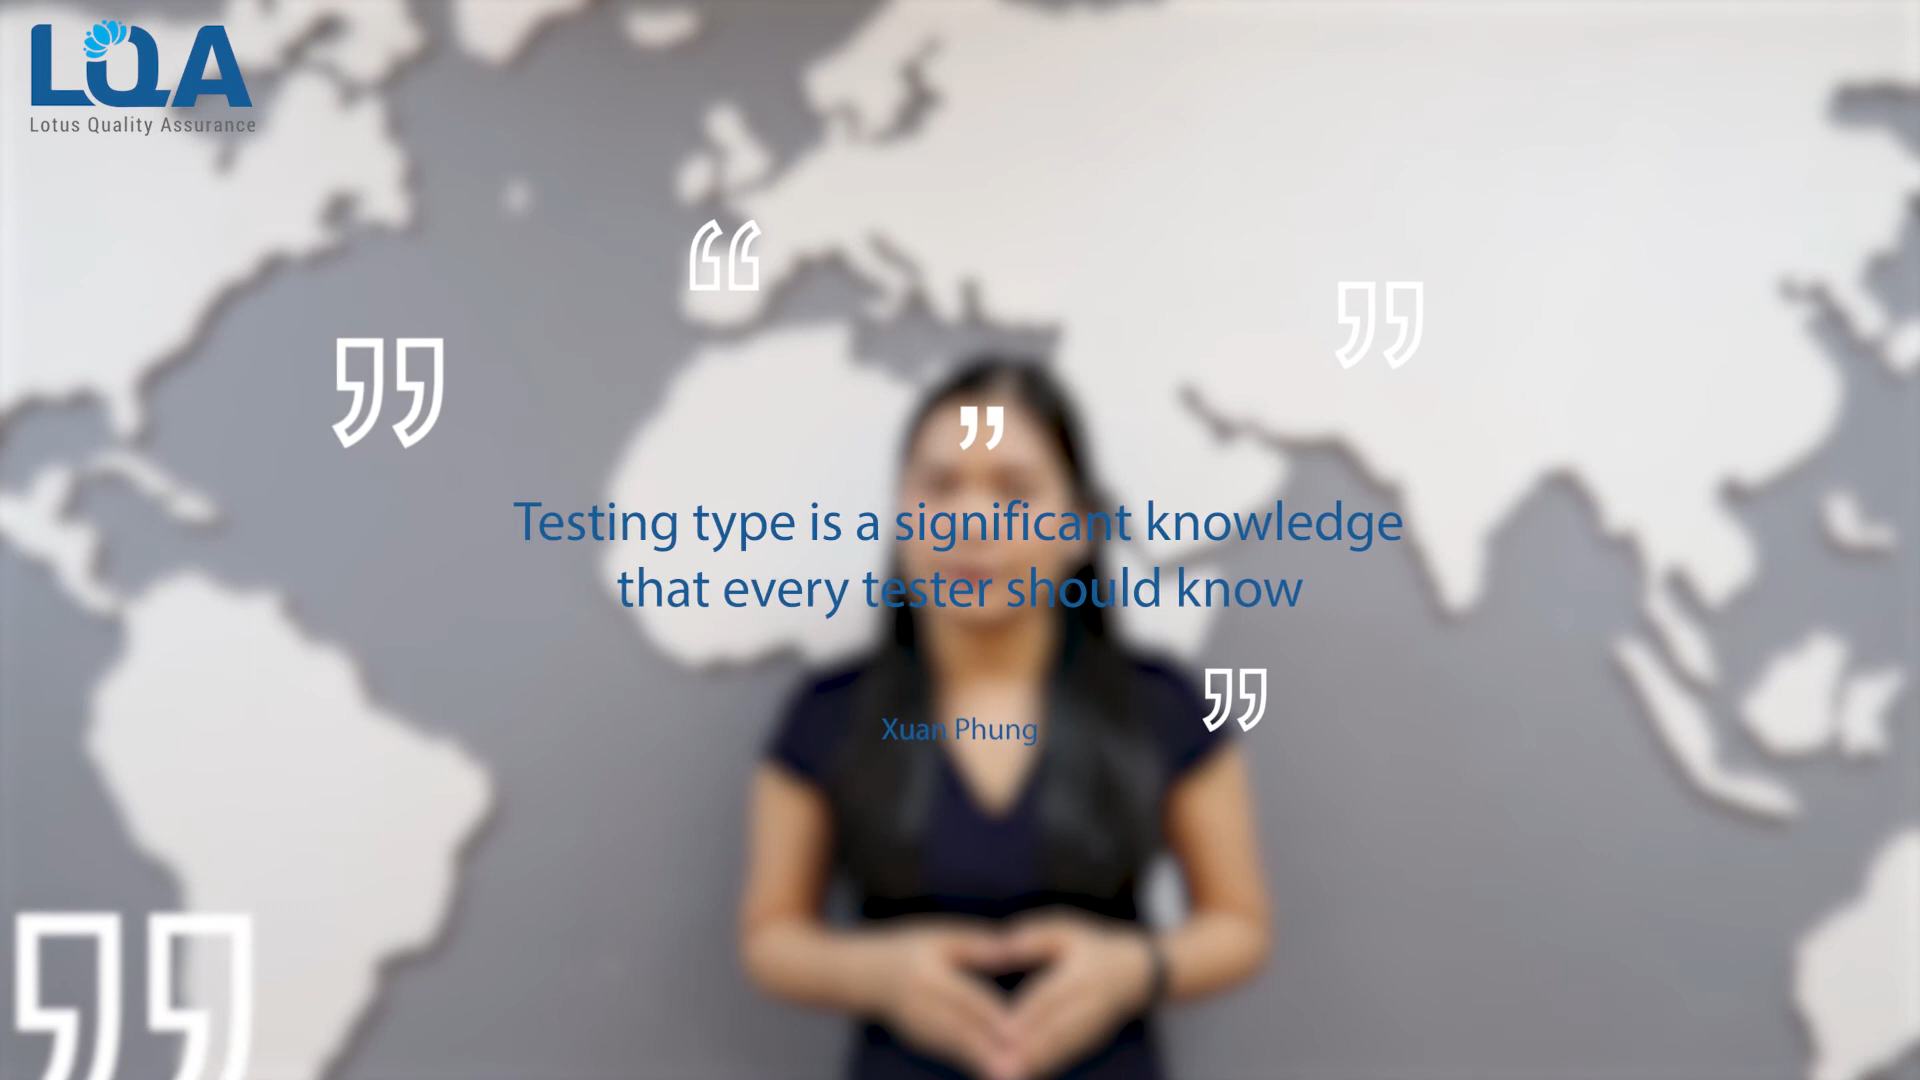 LQA
Lotus Quality Assurance
Testing type is a significant knowledge
that every tester should know
Xuan Phung